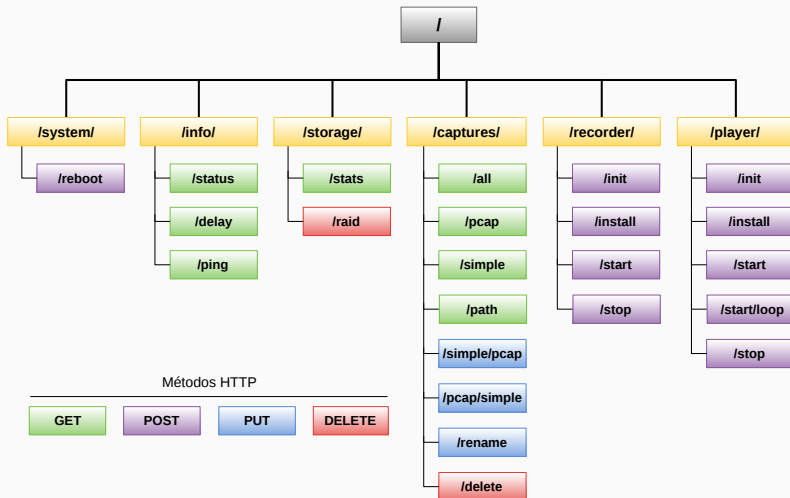 /
/system/
/reboot
/info/
/status
/delay
/ping
/storage/
/stats
/raid
/captures/
/all
/pcap
/simple
/path
/simple/pcap
/pcap/simple
/rename
/delete
/recorder/
/init
/install
/start
/stop
/player/
/init
/install
/start
/start/loop
/stop
Métodos HTTP
GET
POST
PUT
DELETE